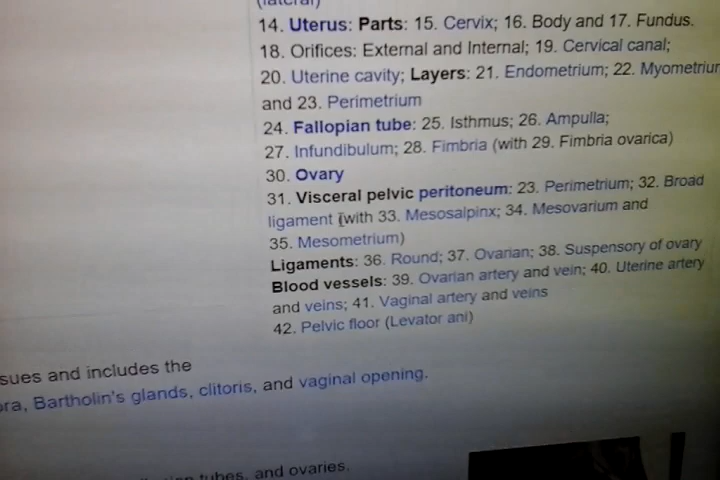 (lateral)
14. Uterus: Parts: 15. Cervix; 16. Body and 17. Fundus.
18. Orifices: External and Internal; 19. Cervical canal;
20. Uterine cavity; Layers: 21. Endometrium; 22. Myometriur
and 23. Perimetrium
24. Fallopian tube: 25. Isthmus; 26. Ampulla;
27. Infundibulum; 28. Fimbria (with 29. Fimbria ovarica)
30. Ovary
31. Visceral pelvic peritoneum: 23. Perimetrium; 32. Broad
ligament (with 33. Mesosalpinx; 34. Mesovarium and
35. Mesometrium)
Ligaments: 36. Round; 37. Ovarian; 38. Suspensory of ovary
Blood vessels: 39. Ovarian artery and vein; 40. Uterine artery
and veins; 41. Vaginal artery and veins
42. Pelvic floor (Levator ani)
sues and includes the
ora, Bartholin's glands, clitoris, and vaginal opening.
tubes, and ovaries.